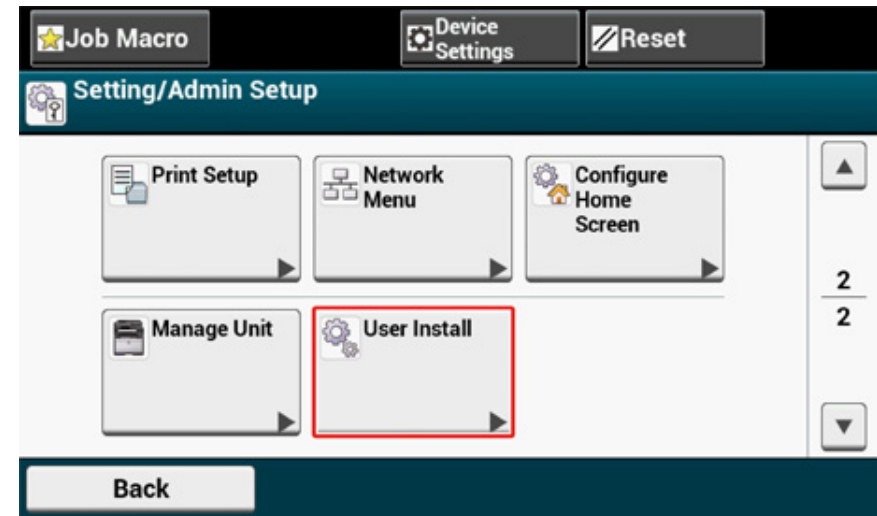 Job Macro
Device
Settings
Reset
Setting/Admin Setup
Print Setup
Network
Menu
Configure
Home
Screen
2
2
Manage Unit
User Install
Back